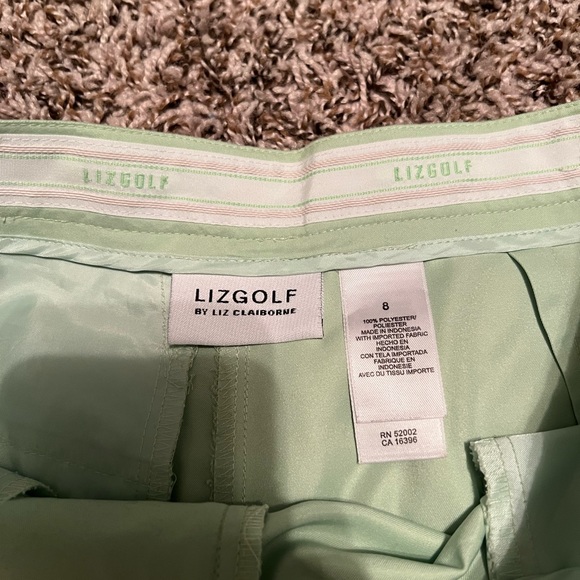 LIZGOLF LIZGOLF
LIZGOLF
BY LIZ CLAIBORNE
8
100% POLYESTER/
POLIESTER
MADE IN INDONESIA
WITH IMPORTED FABRIC
HECHO EN
INDONESIA
CON TELA IMPORTADA
FABRIQUE EN
INDONESIE
AVEC DU TISSU IMPORTE
RN 52002
CA 16396